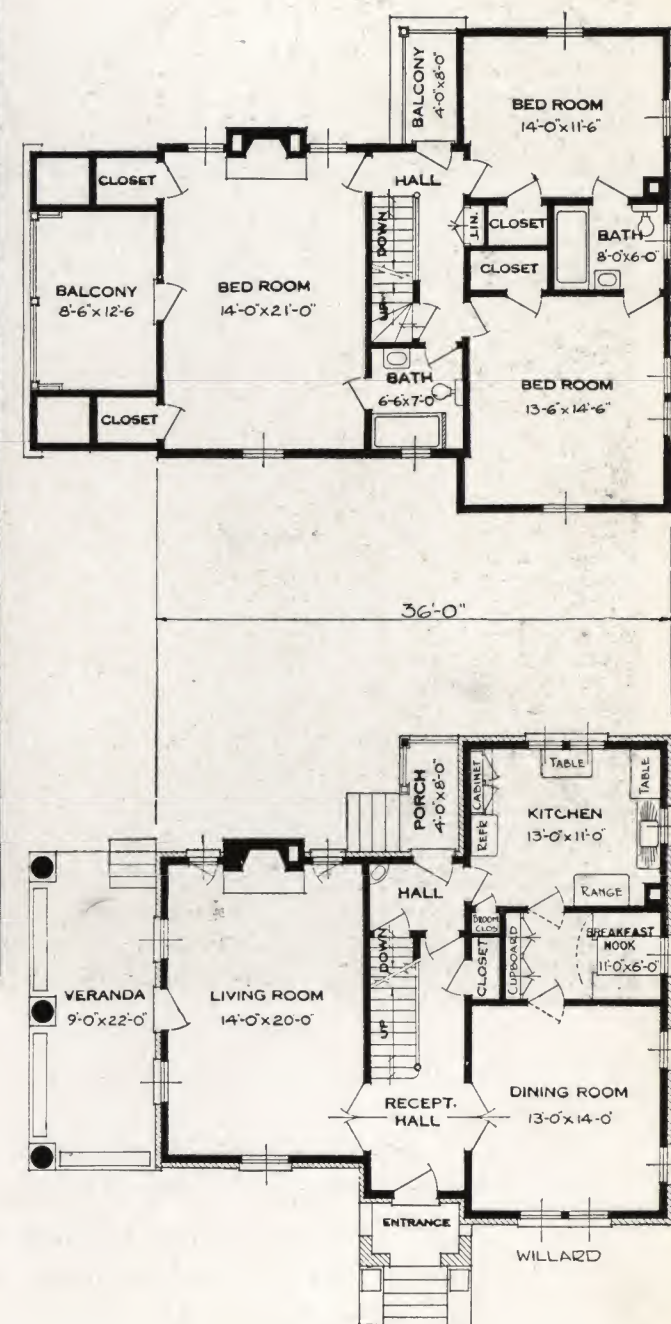 BALCONY
4'-0"x8'-0"
BED ROOM
14'-0"x11'-6"
CLOSET
HALL
DOWN
UP
LIN.
CLOSET
CLOSET
BATH
8'-0"x6'-0"
BALCONY
8'-6"x12'-6
BED ROOM
14'-0"x21'-0"
BATH
6'-6"x7'-0"
BED ROOM
13'-6"x14'-6"
CLOSET
36'-0"
PORCH
4'-0"x8'-0"
CABINET
REF'R
TABLE
TABLE
KITCHEN
13'-0"x11'-0"
RANGE
HALL
BROOM
CLOS.
DOWN
UP
CLOSET
CUPBOARD
BREAKFAST
NOOK
11'-0"x6'-0"
VERANDA
9'-0"x22'-0"
LIVING ROOM
14'-0"x20'-0"
RECEPT.
HALL
DINING ROOM
13'-0"x14'-0"
ENTRANCE
WILLARD